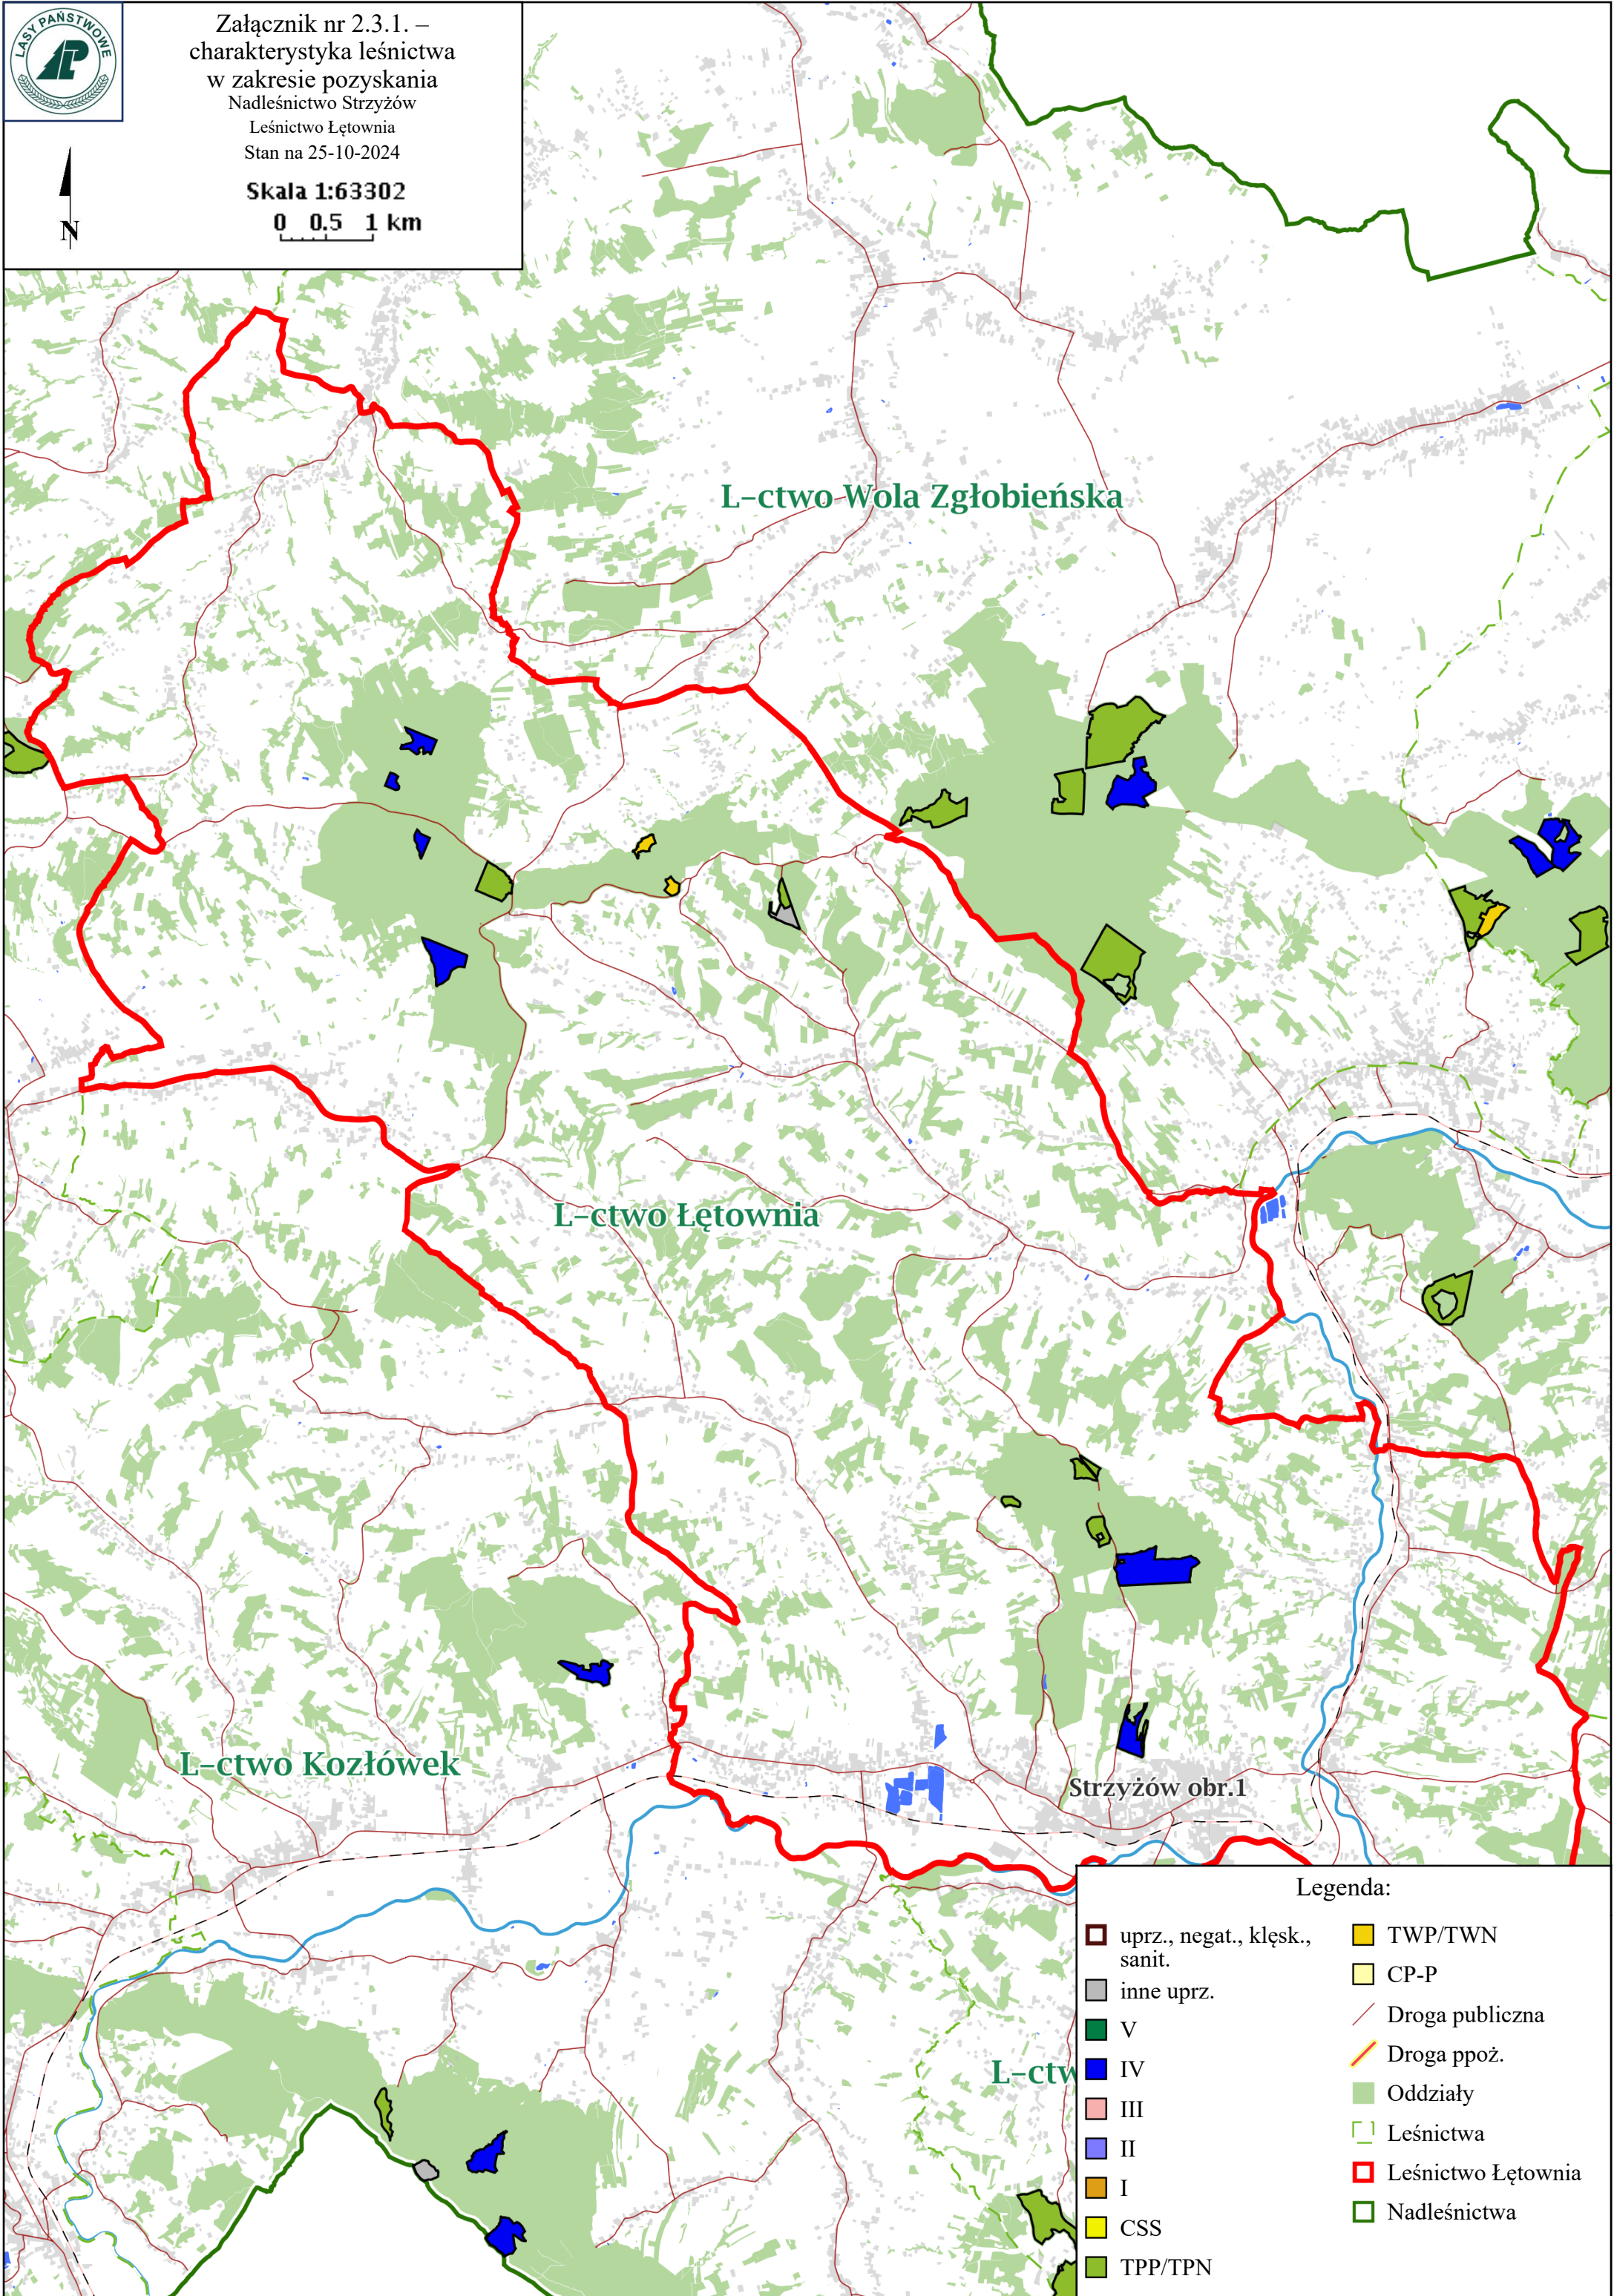 LASY PAŃSTWOWE
Załącznik nr 2.3.1. –
charakterystyka leśnictwa
w zakresie pozyskania
Nadleśnictwo Strzyżów
Leśnictwo Łętownia
Stan na 25-10-2024
Skala 1:63302
0 0.5 1 km
N
L-ctwo Wola Zgłobieńska
L-ctwo Łętownia
L-ctwo Kozłówek
Strzyżów obr.1
L-ctw
Legenda:
uprz., negat., klęsk.,
sanit.
inne uprz.
V
IV
III
II
I
CSS
TPP/TPN
TWP/TWN
CP-P
Droga publiczna
Droga ppoż.
Oddziały
Leśnictwa
Leśnictwo Łętownia
Nadleśnictwa